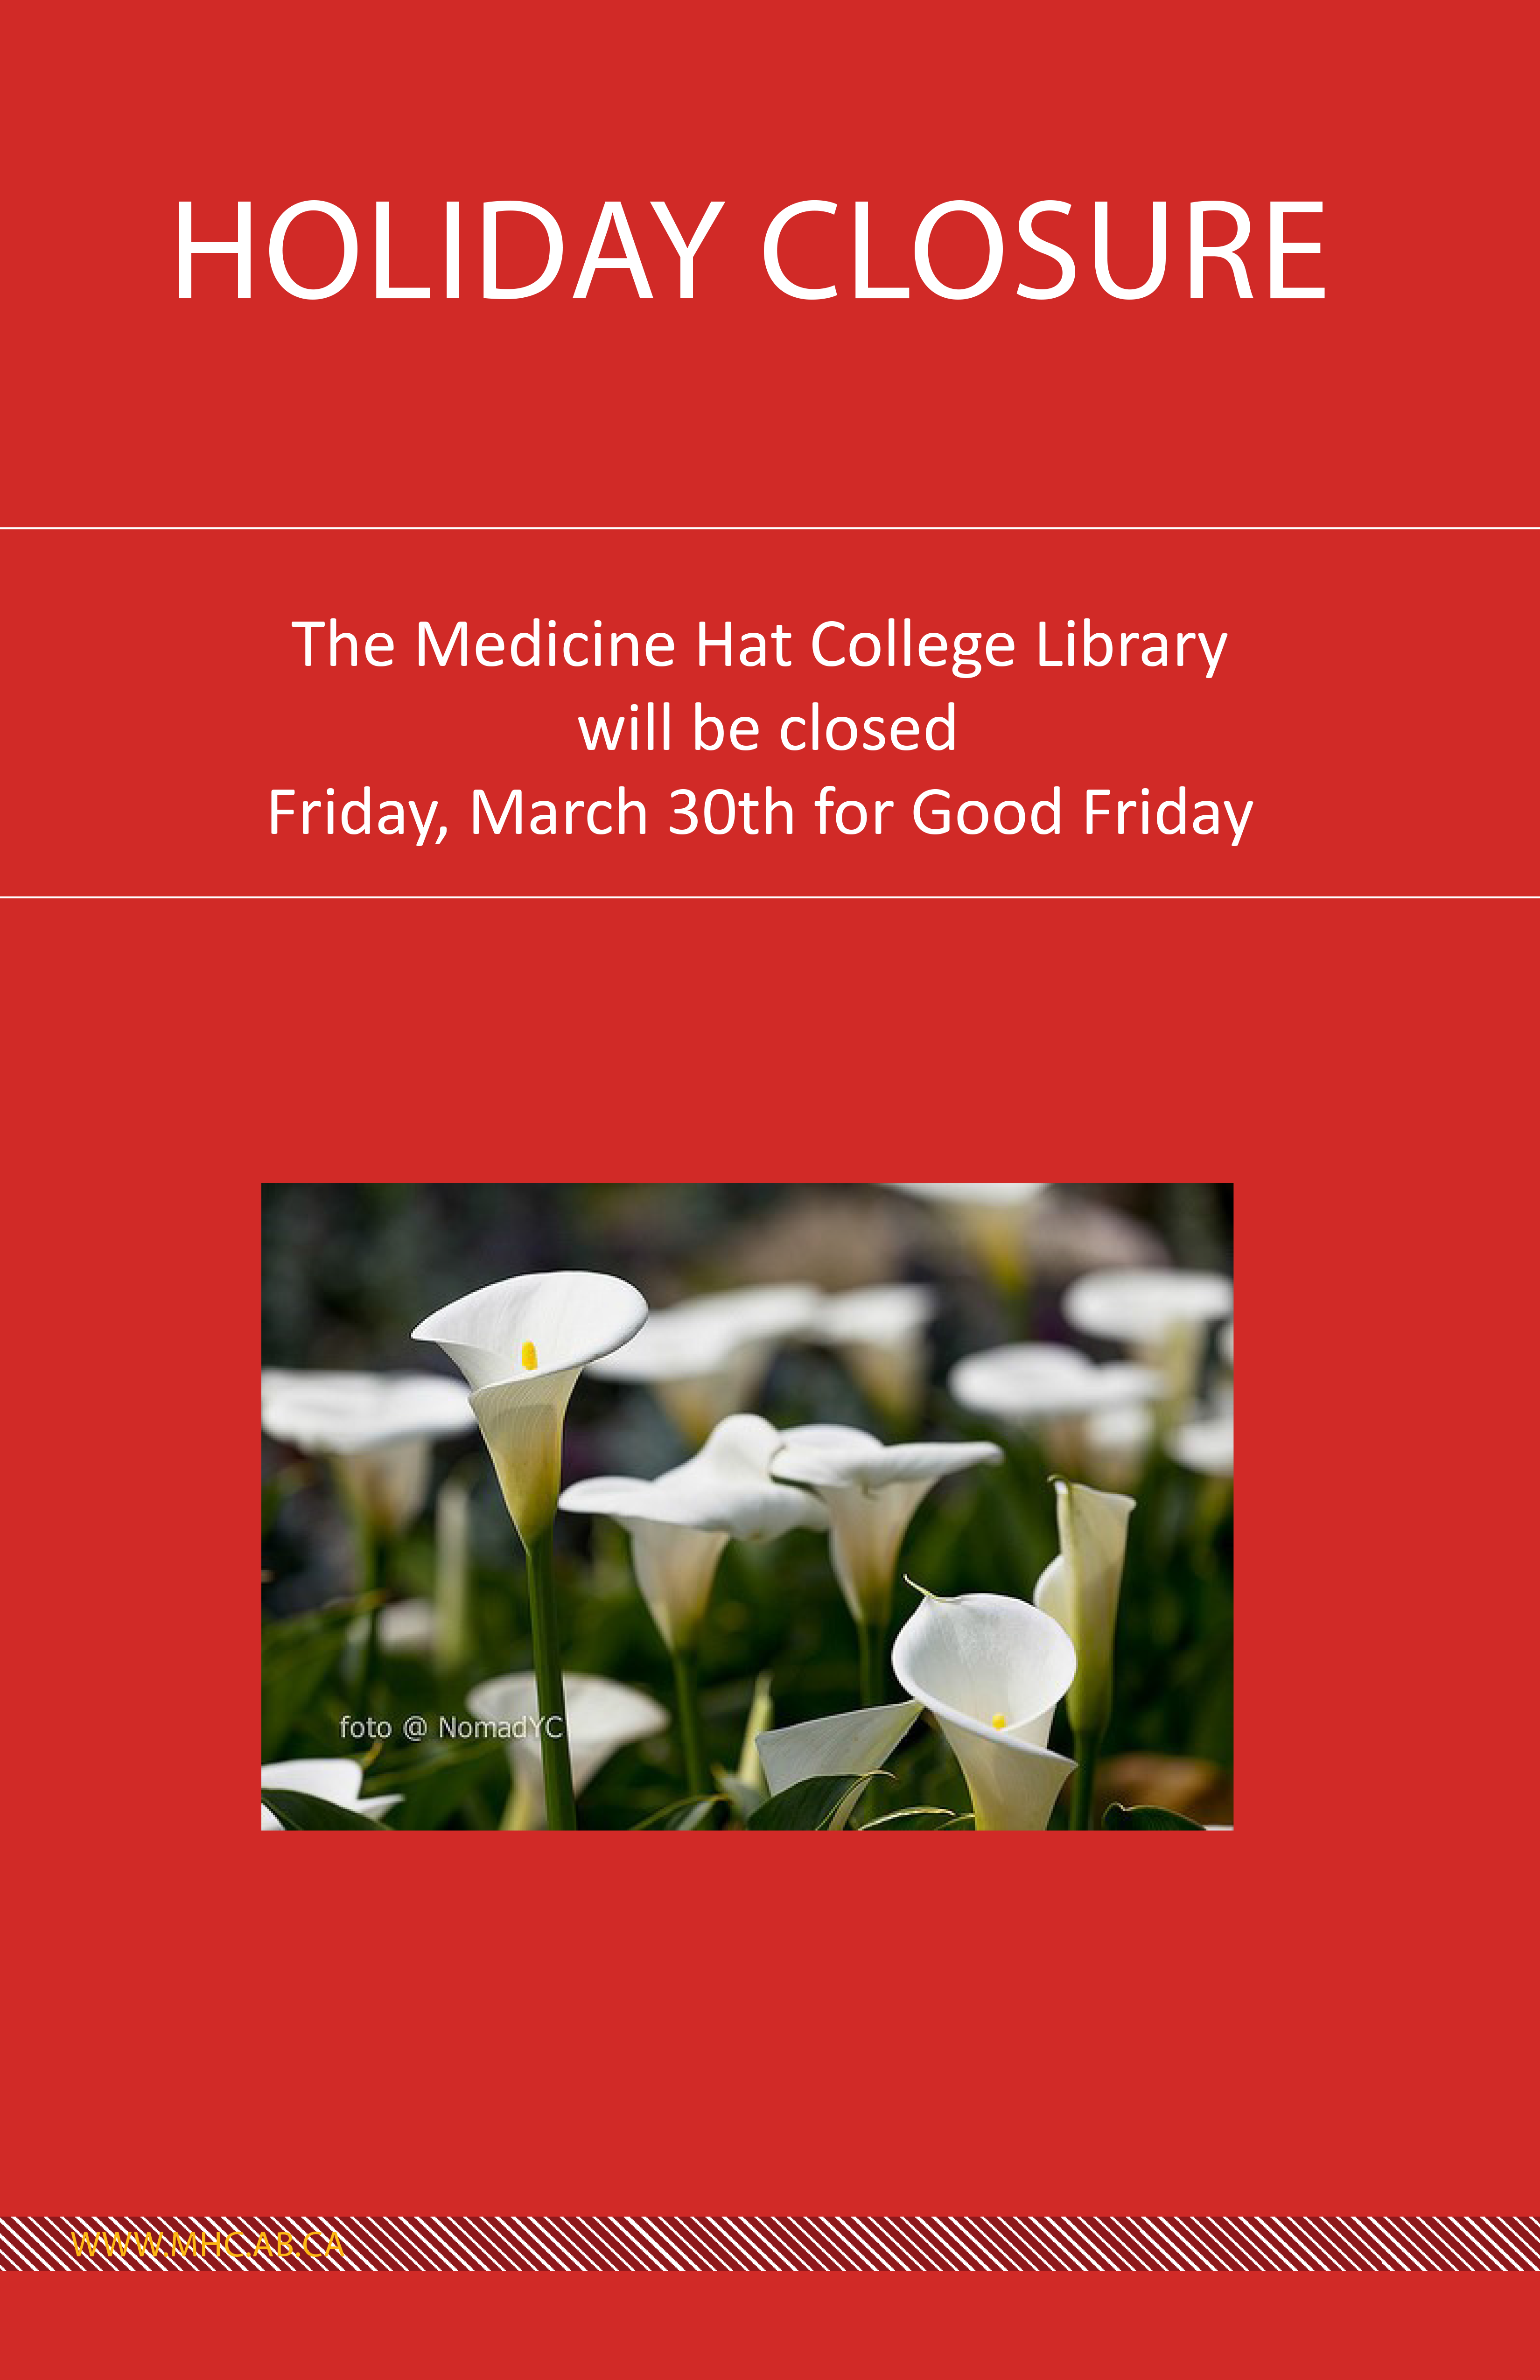 HOLIDAY CLOSURE
The Medicine Hat College Library
will be closed
Friday, March 30th for Good Friday
foto @ NomadYC
WWW.MHC.AB.CA